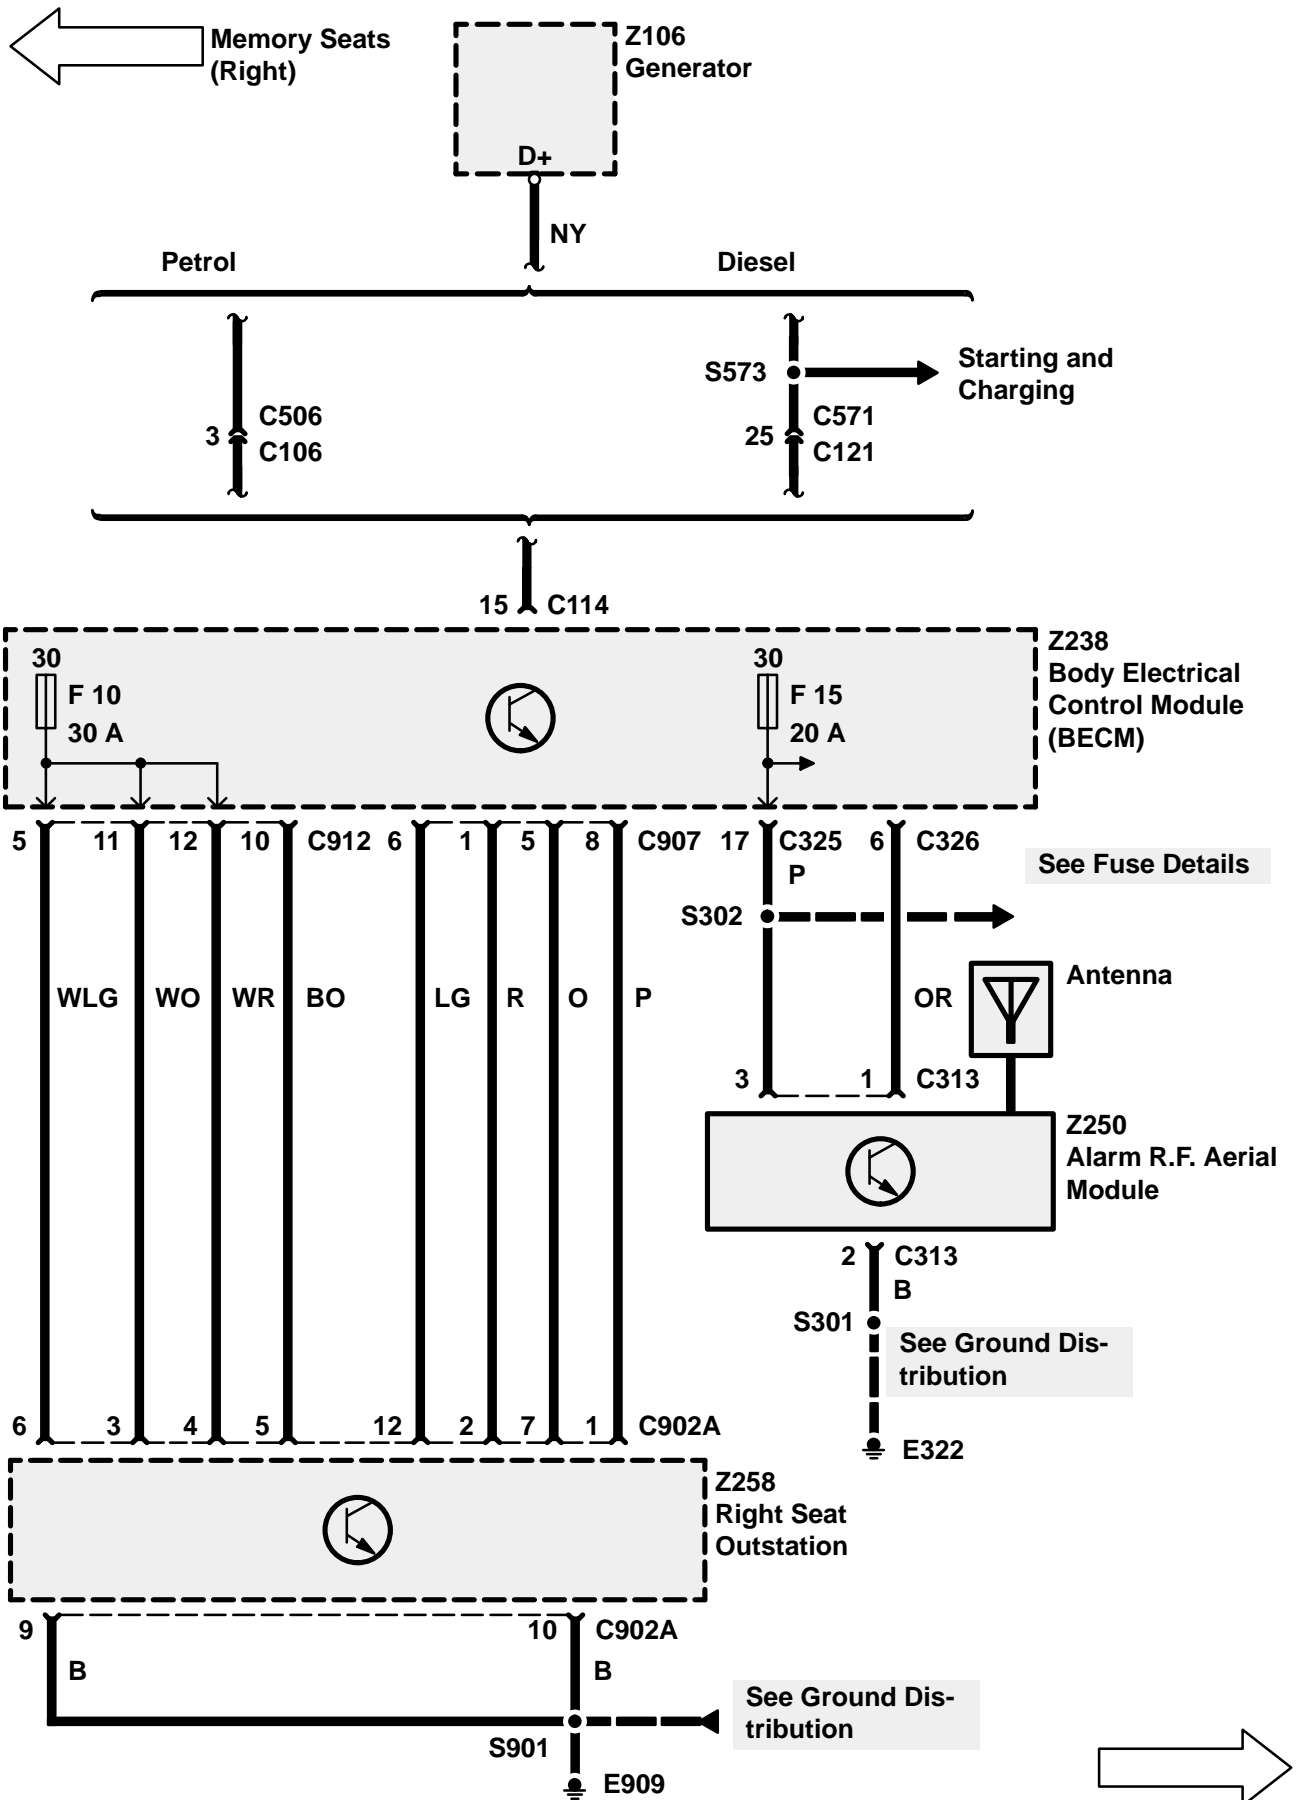 Memory Seats
(Right)
Z106
Generator
D+
NY
Petrol
Diesel
S573
Starting and
Charging
3
C506
C106
25
C571
C121
15
C114
30
F 10
30 A
30
F 15
20 A
Z238
Body Electrical
Control Module
(BECM)
5
11
12
10
C912
6
1
5
8
C907
17
C325
6
C326
P
See Fuse Details
S302
WLG
WO
WR
BO
LG
R
O
P
OR
Antenna
3
1
C313
Z250
Alarm R.F. Aerial
Module
2
C313
B
S301
See Ground Dis-
tribution
E322
6
3
4
5
12
2
7
1
C902A
Z258
Right Seat
Outstation
9
10
C902A
B
B
See Ground Dis-
tribution
S901
E909